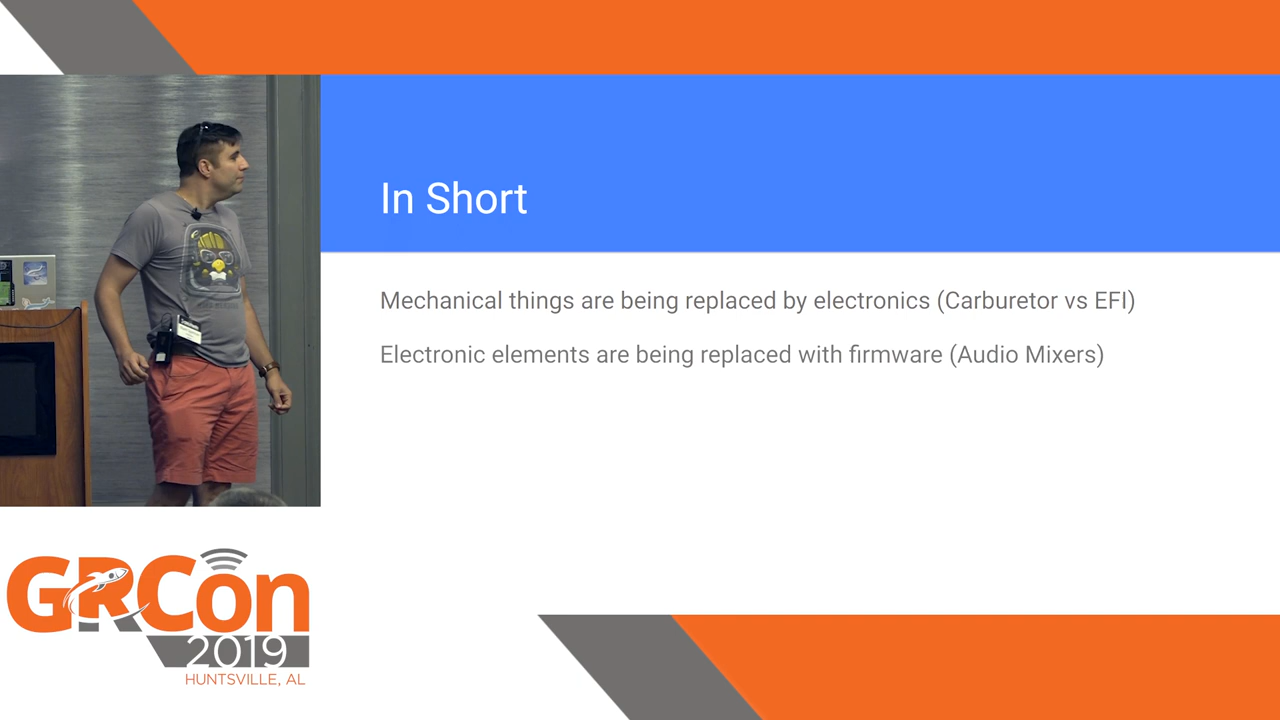 In Short
Mechanical things are being replaced by electronics (Carburetor vs EFI)
Electronic elements are being replaced with firmware (Audio Mixers)
GRCon
2019
HUNTSVILLE, AL